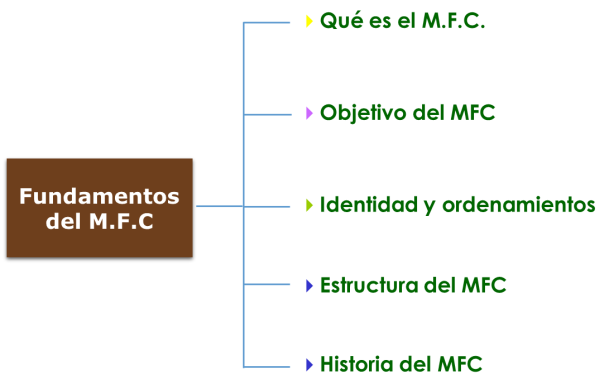 Fundamentos
del M.F.C
Qué es el M.F.C.
Objetivo del MFC
Identidad y ordenamientos
Estructura del MFC
Historia del MFC